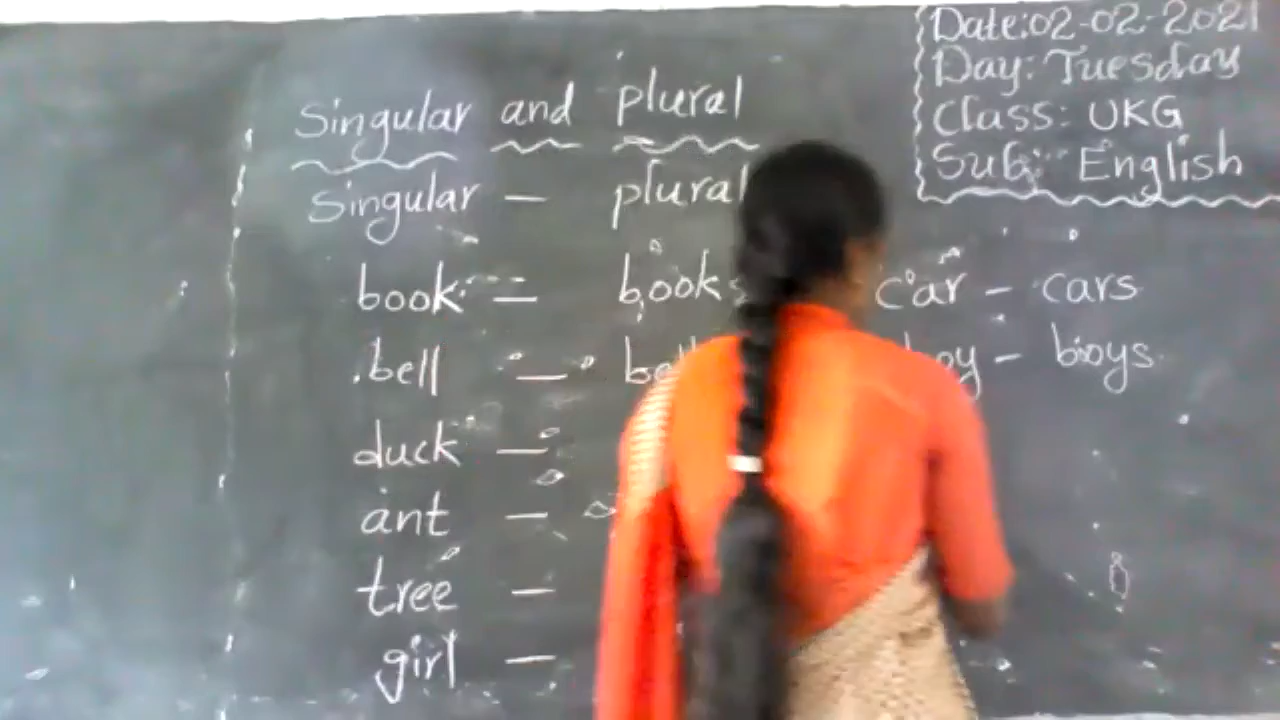 Date:02-02-2021
Day: Tuesday
Class: UKG
Sub: English
Singular and plural
Singular — plural
book — books
bell —
duck —
ant —
tree —
girl —
car — cars
— boys